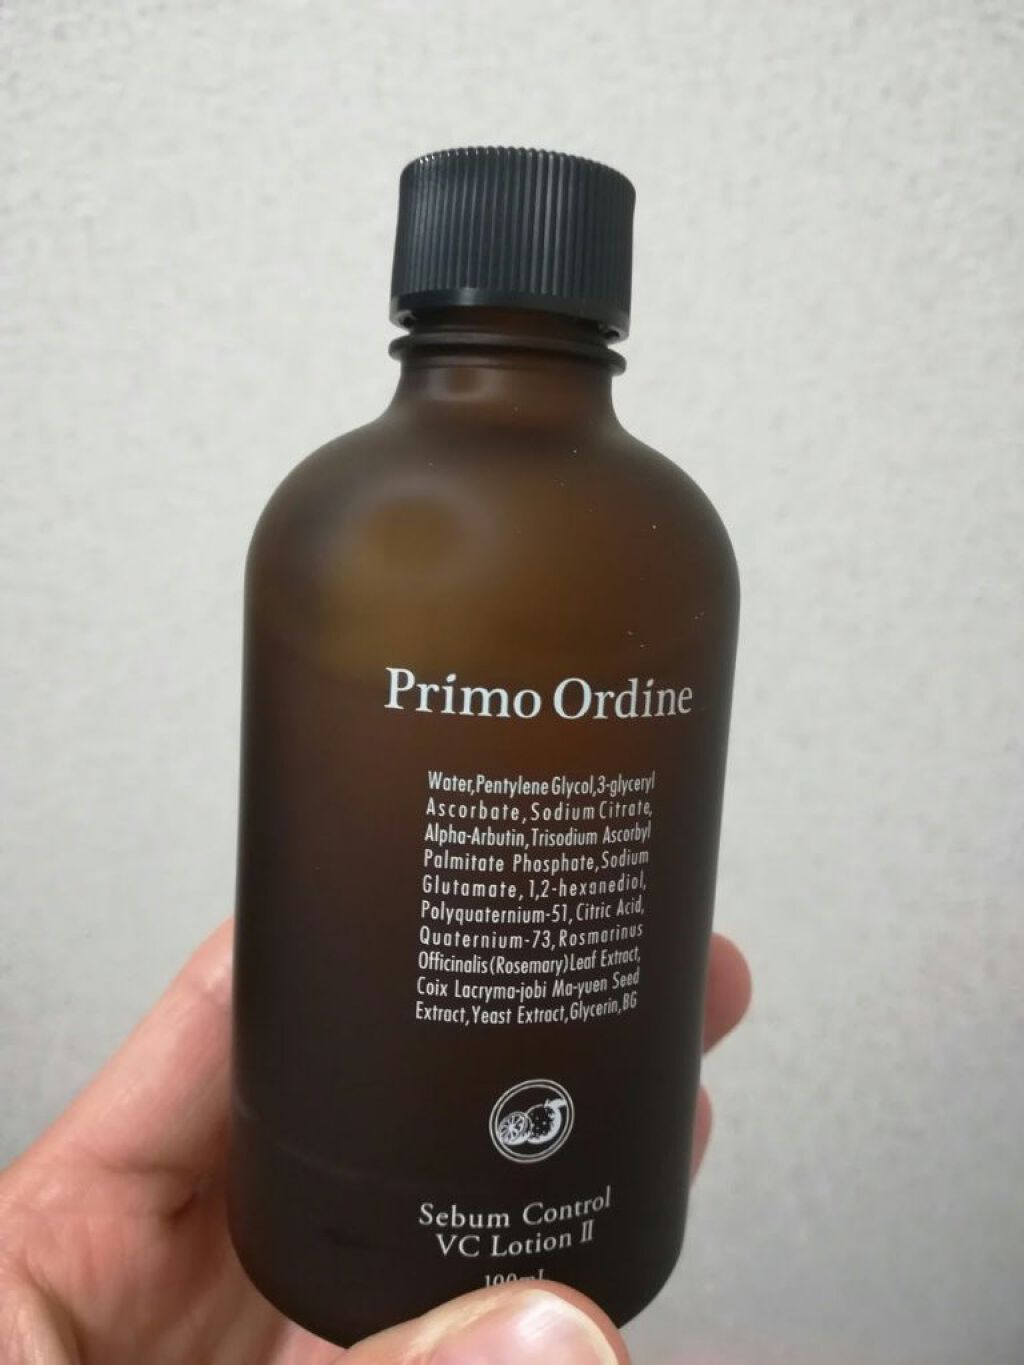 Primo Ordine
Water,Pentylene Glycol,3-glyceryl
Ascorbate,Sodium Citrate,
Alpha-Arbutin,Trisodium Ascorbyl
Palmitate Phosphate,Sodium
Glutamate,1,2-hexanediol,
Polyquaternium-51,Citric Acid,
Quaternium-73,Rosmarinus
Officinalis(Rosemary)Leaf Extract,
Coix Lacryma-jobi Ma-yuen Seed
Extract,Yeast Extract,Glycerin,BG
Sebum Control
VC Lotion II
100mL